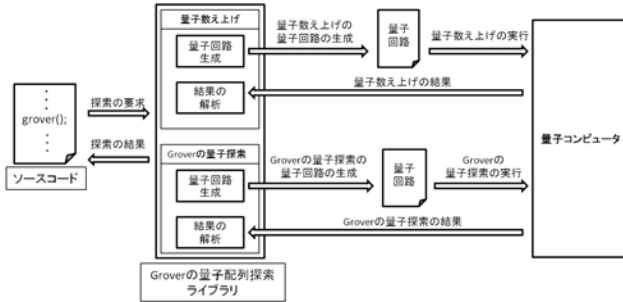 量子数え上げ
量子回路
生成
結果の
解析
量子数え上げの
量子回路の生成
量子
回路
量子数え上げの実行
量子数え上げの結果
探索の要求
grover();
探索の結果
ソースコード
量子コンピュータ
Groverの量子探索
量子回路
生成
結果の
解析
Groverの量子探索の
量子回路の生成
量子
回路
Groverの
量子探索の実行
Groverの量子探索の結果
Groverの量子配列探索
ライブラリ